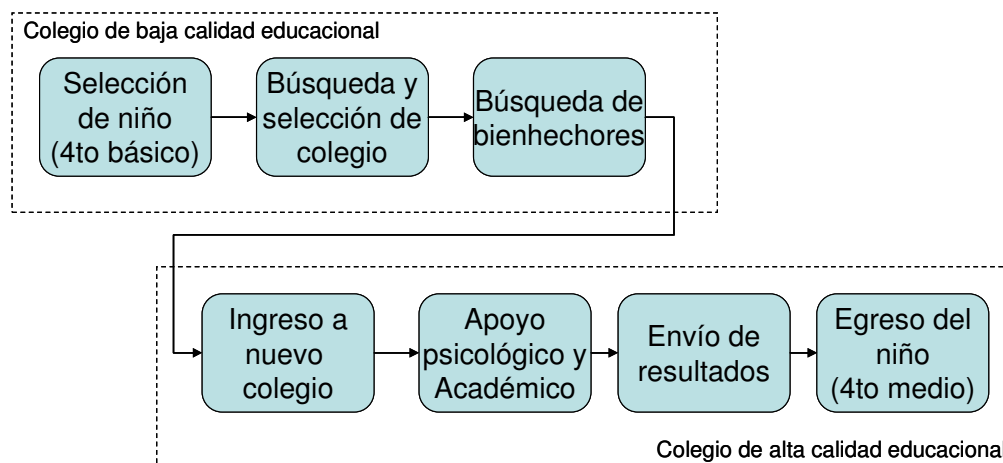 Colegio de baja calidad educacional
Selección
de niño
(4to básico)
Búsqueda y
selección de
colegio
Búsqueda de
bienhechores
Ingreso a
nuevo
colegio
Apoyo
psicológico y
Académico
Envío de
resultados
Egreso del
niño
(4to medio)
Colegio de alta calidad educacional